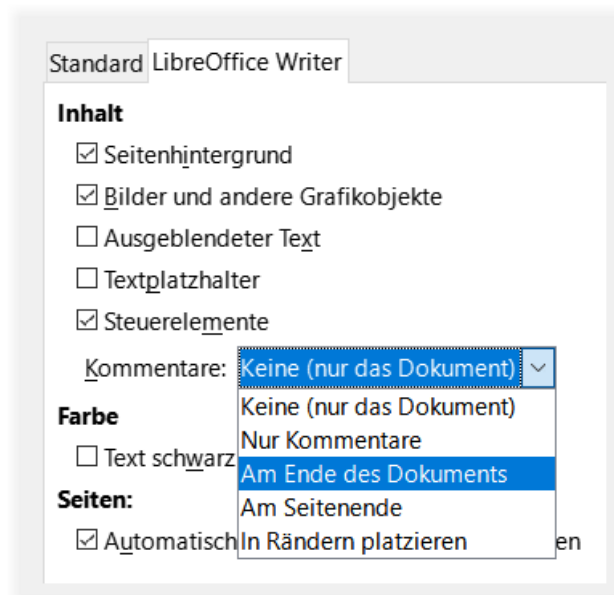 Standard LibreOffice Writer
Inhalt
Seitenhintergrund
Bilder und andere Grafikobjekte
Ausgeblendeter Text
Textplatzhalter
Steuerelemente
Kommentare: Keine (nur das Dokument)
Keine (nur das Dokument)
Farbe
Nur Kommentare
Text schwarz
Am Ende des Dokuments
Seiten:
Am Seitenende
Automatisch In Rändern platzieren en